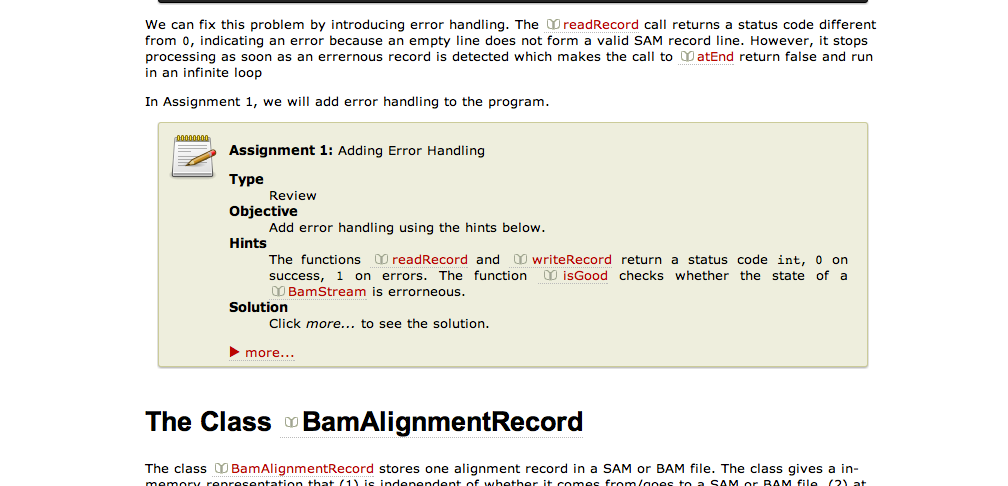 We can fix this problem by introducing error handling. The readRecord call returns a status code different
from 0, indicating an error because an empty line does not form a valid SAM record line. However, it stops
processing as soon as an errernous record is detected which makes the call to atEnd return false and run
in an infinite loop
In Assignment 1, we will add error handling to the program.
Assignment 1: Adding Error Handling
Type
Review
Objective
Add error handling using the hints below.
Hints
The functions readRecord and writeRecord return a status code int, 0 on
success, 1 on errors. The function isGood checks whether the state of a
BamStream is errorneous.
Solution
Click more... to see the solution.
more...
The Class BamAlignmentRecord
The class BamAlignmentRecord stores one alignment record in a SAM or BAM file. The class gives a in-
memory representation that (1) is independent of whether it comes from/goes to a SAM or BAM file, (2) at